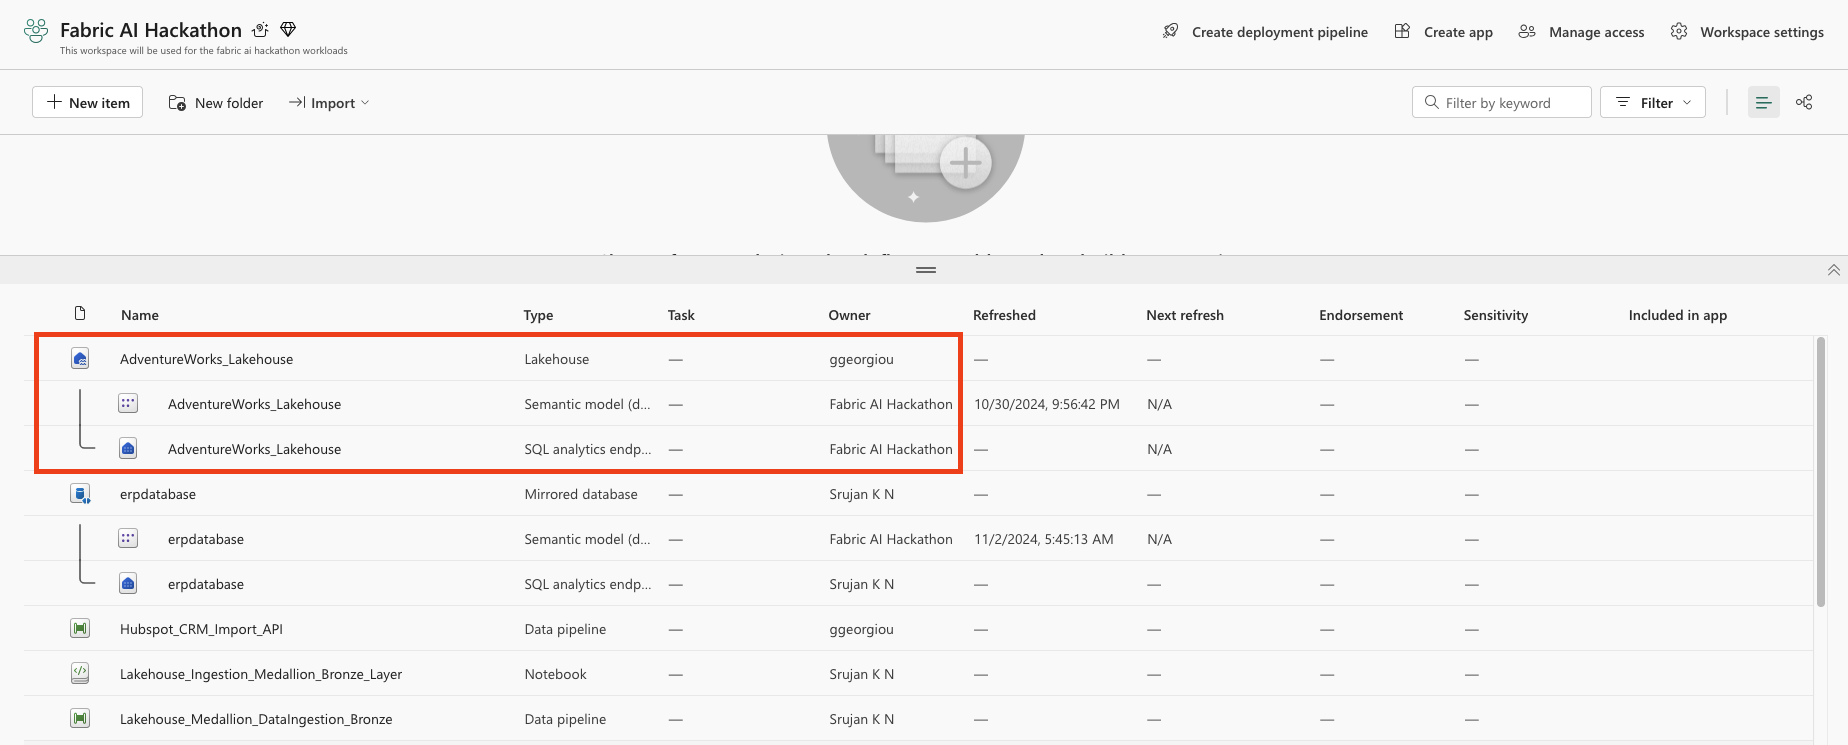 Fabric AI Hackathon
This workspace will be used for the fabric ai hackathon workloads
Create deployment pipeline Create app Manage access Workspace settings
New item New folder Import Filter by keyword Filter
Name Type Task Owner Refreshed Next refresh Endorsement Sensitivity Included in app
AdventureWorks_Lakehouse Lakehouse — ggeorgiou — — — —
AdventureWorks_Lakehouse Semantic model (d... — Fabric AI Hackathon 10/30/2024, 9:56:42 PM N/A — —
AdventureWorks_Lakehouse SQL analytics endp... — Fabric AI Hackathon — N/A — —
erpdatabase Mirrored database — Srujan K N — — — —
erpdatabase Semantic model (d... — Fabric AI Hackathon 11/2/2024, 5:45:13 AM N/A — —
erpdatabase SQL analytics endp... — Srujan K N — — — —
Hubspot_CRM_Import_API Data pipeline — ggeorgiou — — — —
Lakehouse_Ingestion_Medallion_Bronze_Layer Notebook — Srujan K N — — — —
Lakehouse_Medallion_DataIngestion_Bronze Data pipeline — Srujan K N — — — —